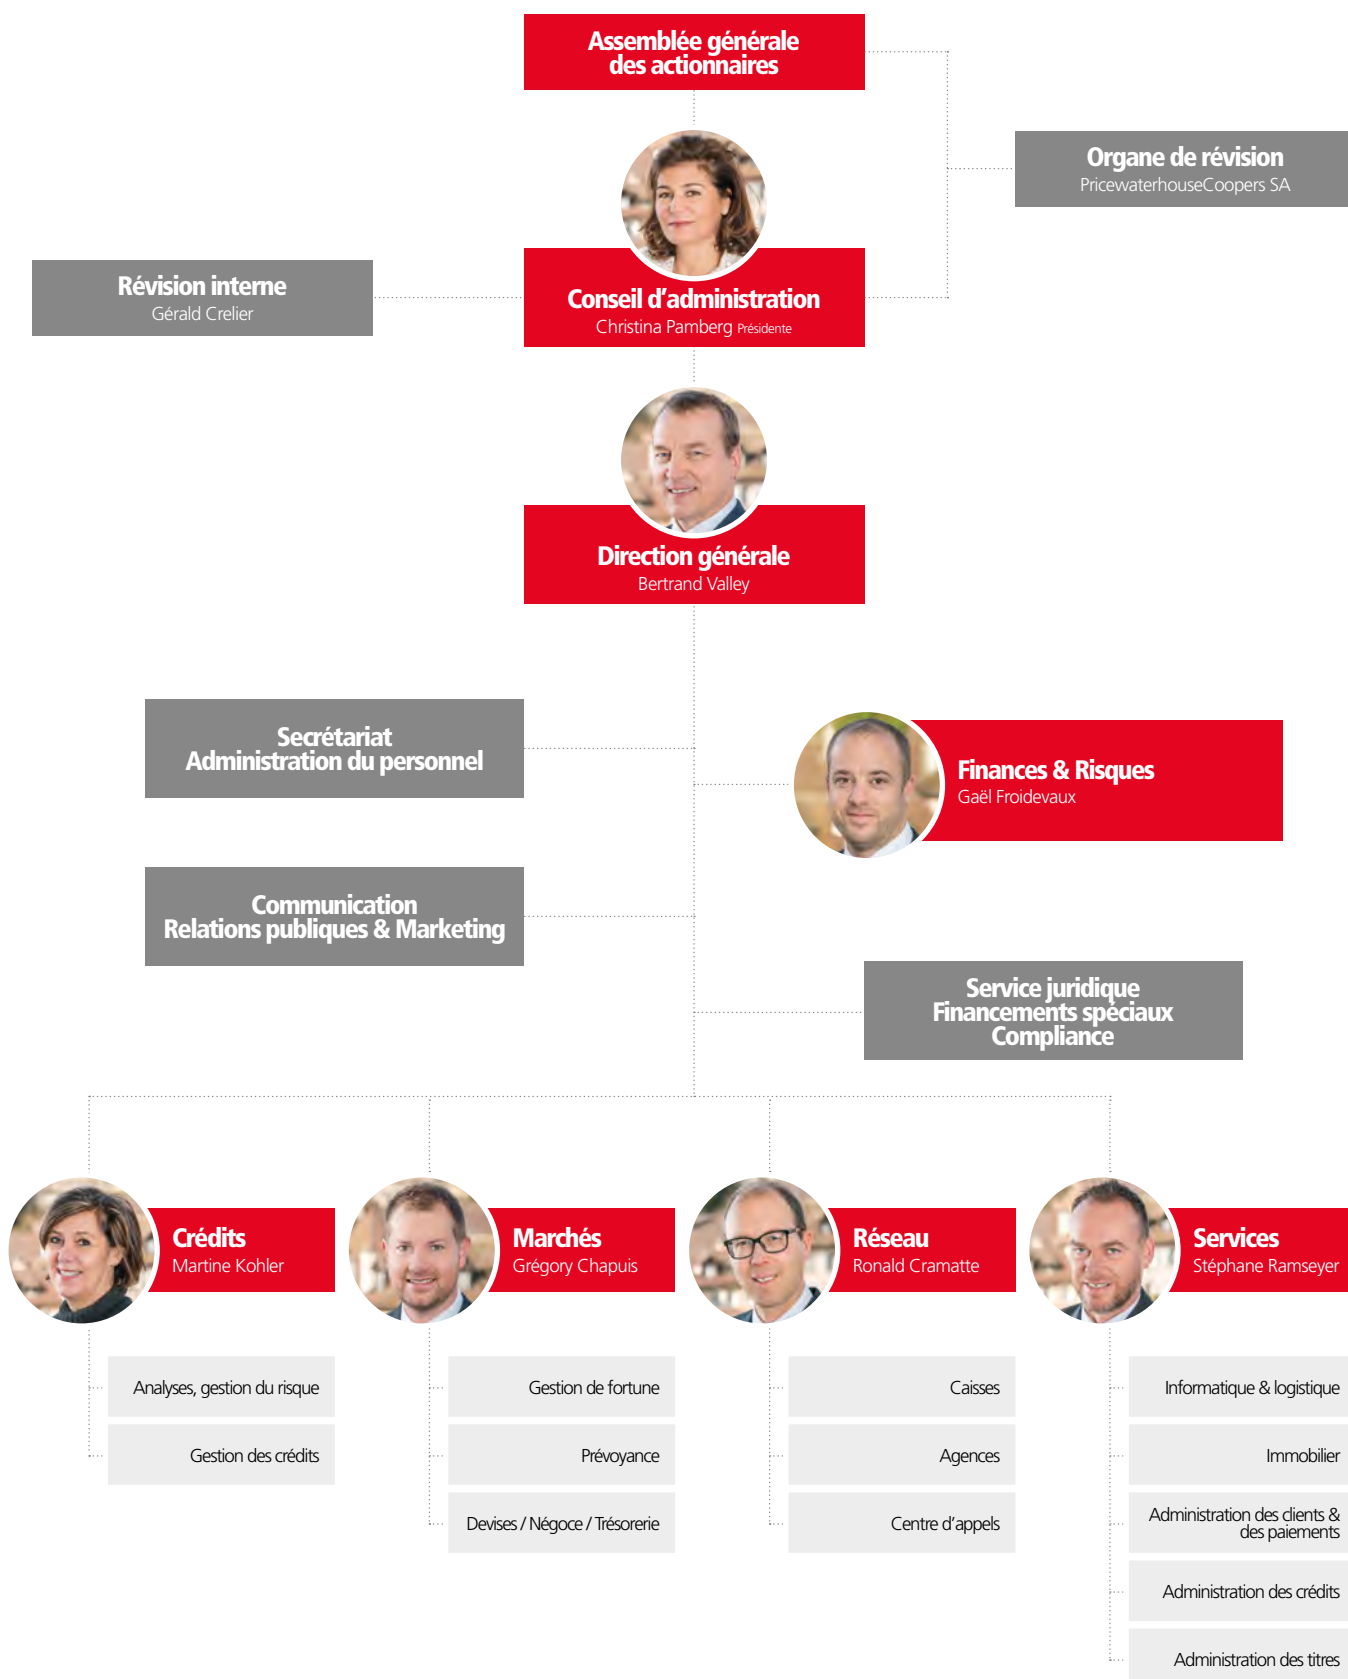 Assemblée générale
des actionnaires
Organe de révision
PricewaterhouseCoopers SA
Révision interne
Gérald Crelier
Conseil d’administration
Christina Pamberg Présidente
Direction générale
Bertrand Valley
Secrétariat
Administration du personnel
Finances & Risques
Gaël Froidevaux
Communication
Relations publiques & Marketing
Service juridique
Financements spéciaux
Compliance
Crédits
Martine Kohler
Analyses, gestion du risque
Gestion des crédits
Marchés
Grégory Chapuis
Gestion de fortune
Prévoyance
Devises / Négoce / Trésorerie
Réseau
Ronald Cramatte
Caisses
Agences
Centre d’appels
Services
Stéphane Ramseyer
Informatique & logistique
Immobilier
Administration des clients &
des paiements
Administration des crédits
Administration des titres